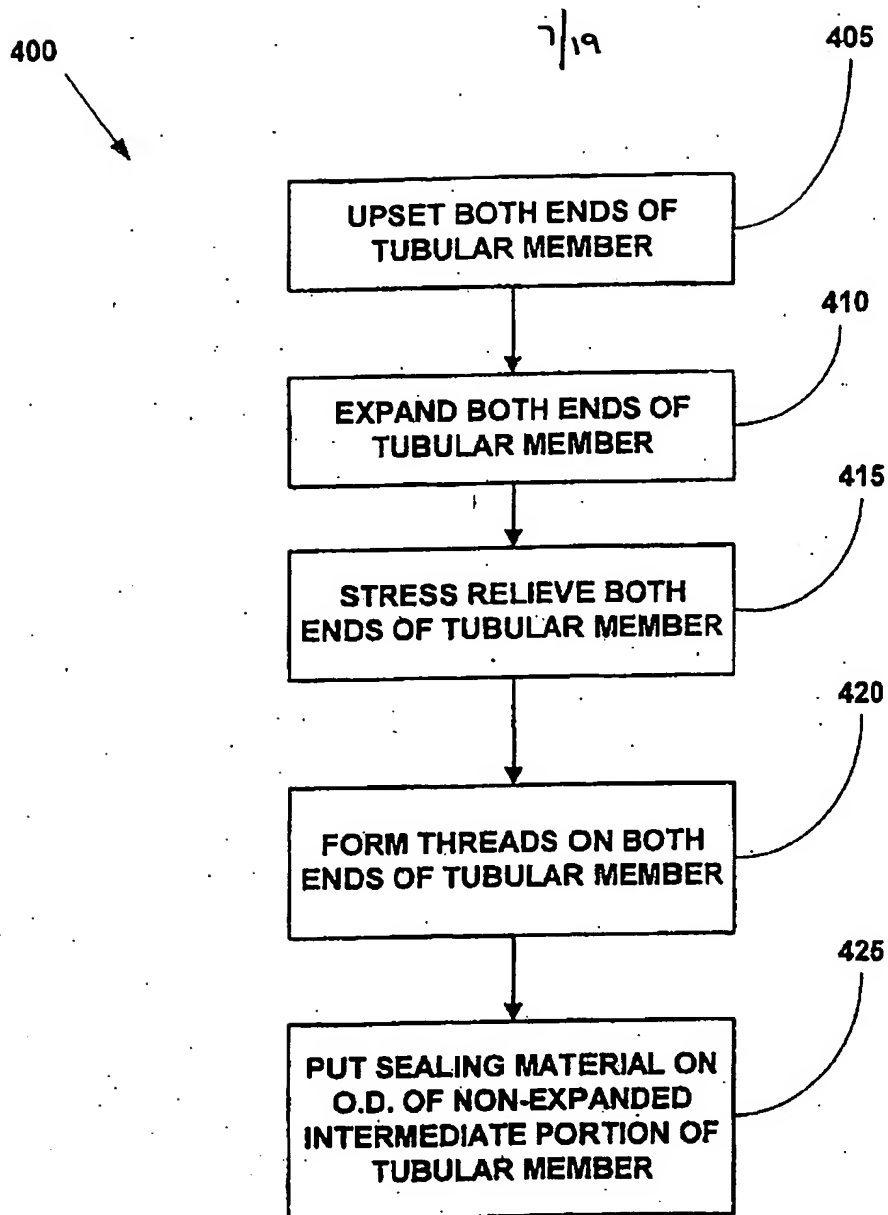 7/19
400
405
UPSET BOTH ENDS OF
TUBULAR MEMBER
410
EXPAND BOTH ENDS OF
TUBULAR MEMBER
415
STRESS RELIEVE BOTH
ENDS OF TUBULAR MEMBER
420
FORM THREADS ON BOTH
ENDS OF TUBULAR MEMBER
425
PUT SEALING MATERIAL ON
O.D. OF NON-EXPANDED
INTERMEDIATE PORTION OF
TUBULAR MEMBER